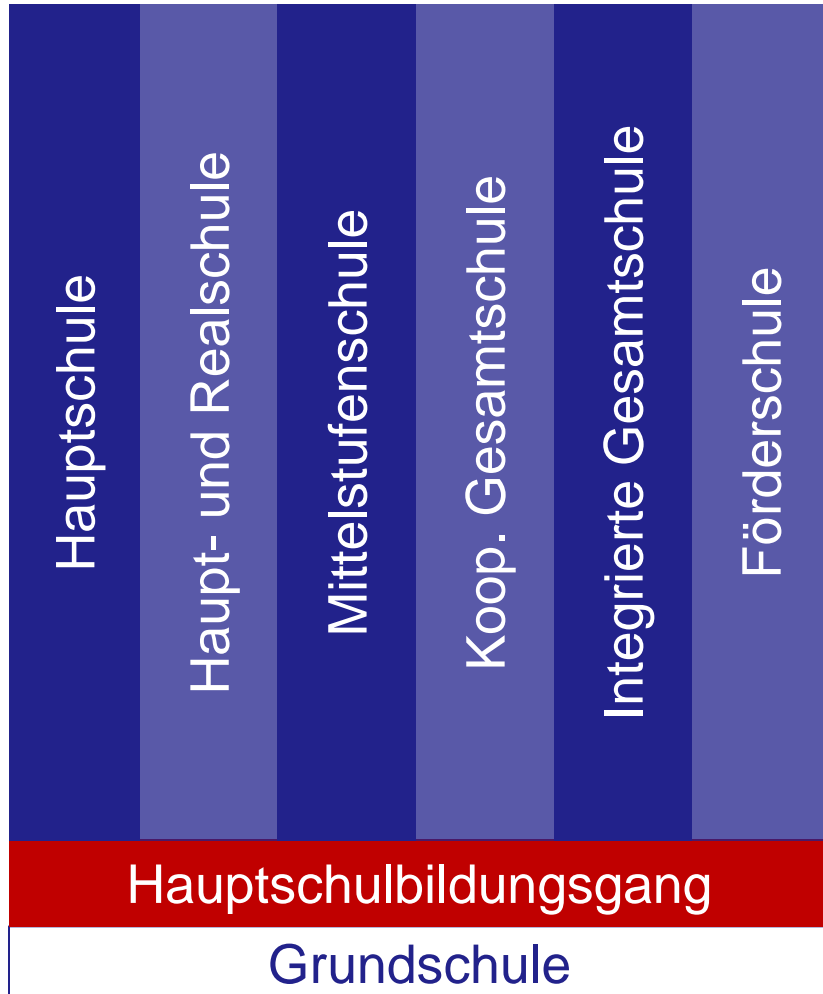 Hauptschule
Haupt- und Realschule
Mittelstufenschule
Koop. Gesamtschule
Integrierte Gesamtschule
Förderschule
Hauptschulbildungsgang
Grundschule